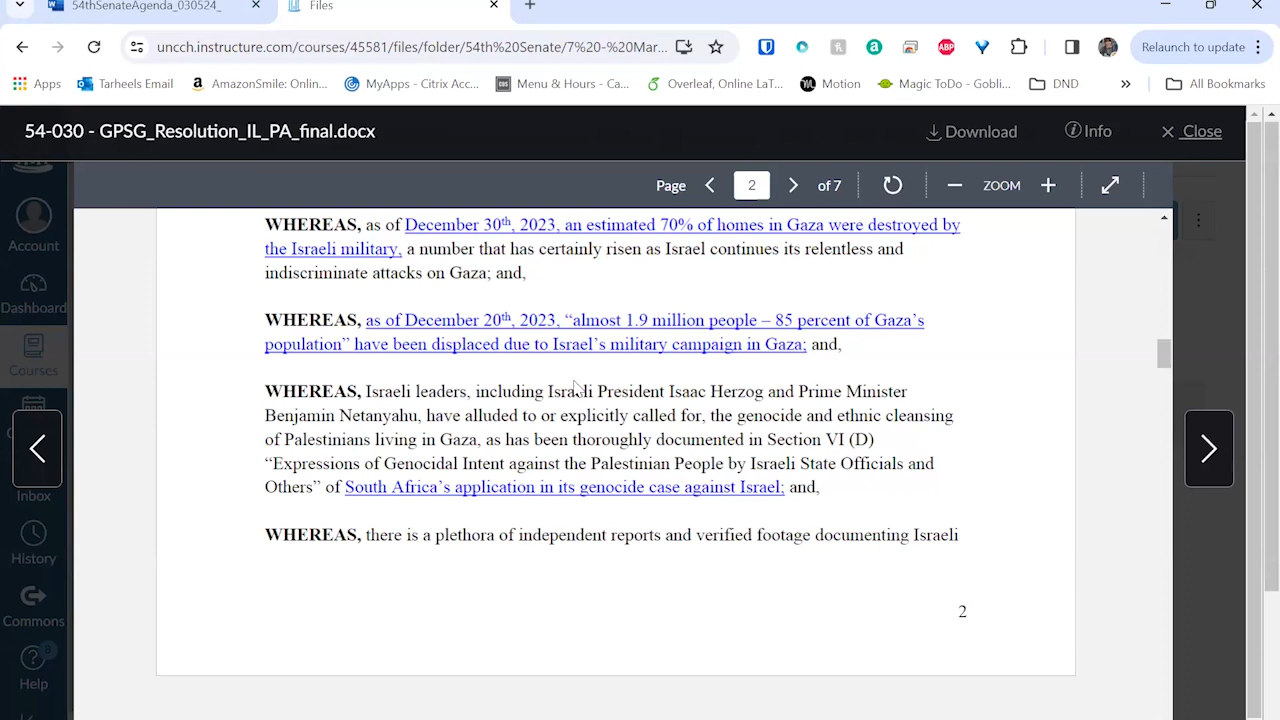 54thSenateAgenda_030524_
Files
uncch.instructure.com/courses/45581/files/folder/54th%20Senate/7%20-%20Mar...
Relaunch to update
Apps
Tarheels Email
AmazonSmile: Onlin...
MyApps - Citrix Acc...
Menu & Hours - Ca...
Overleaf, Online LaT...
Motion
Magic ToDo - Gobli...
DND
»
All Bookmarks
54-030 - GPSG_Resolution_IL_PA_final.docx
Download
Info
Close
Page
2
of 7
ZOOM
Account
Dashboard
Courses
Inbox
History
Commons
8
Help
WHEREAS, as of December 30th, 2023, an estimated 70% of homes in Gaza were destroyed by
the Israeli military, a number that has certainly risen as Israel continues its relentless and
indiscriminate attacks on Gaza; and,
WHEREAS, as of December 20th, 2023, “almost 1.9 million people – 85 percent of Gaza’s
population” have been displaced due to Israel’s military campaign in Gaza; and,
WHEREAS, Israeli leaders, including Israeli President Isaac Herzog and Prime Minister
Benjamin Netanyahu, have alluded to or explicitly called for, the genocide and ethnic cleansing
of Palestinians living in Gaza, as has been thoroughly documented in Section VI (D)
“Expressions of Genocidal Intent against the Palestinian People by Israeli State Officials and
Others” of South Africa’s application in its genocide case against Israel; and,
WHEREAS, there is a plethora of independent reports and verified footage documenting Israeli
2